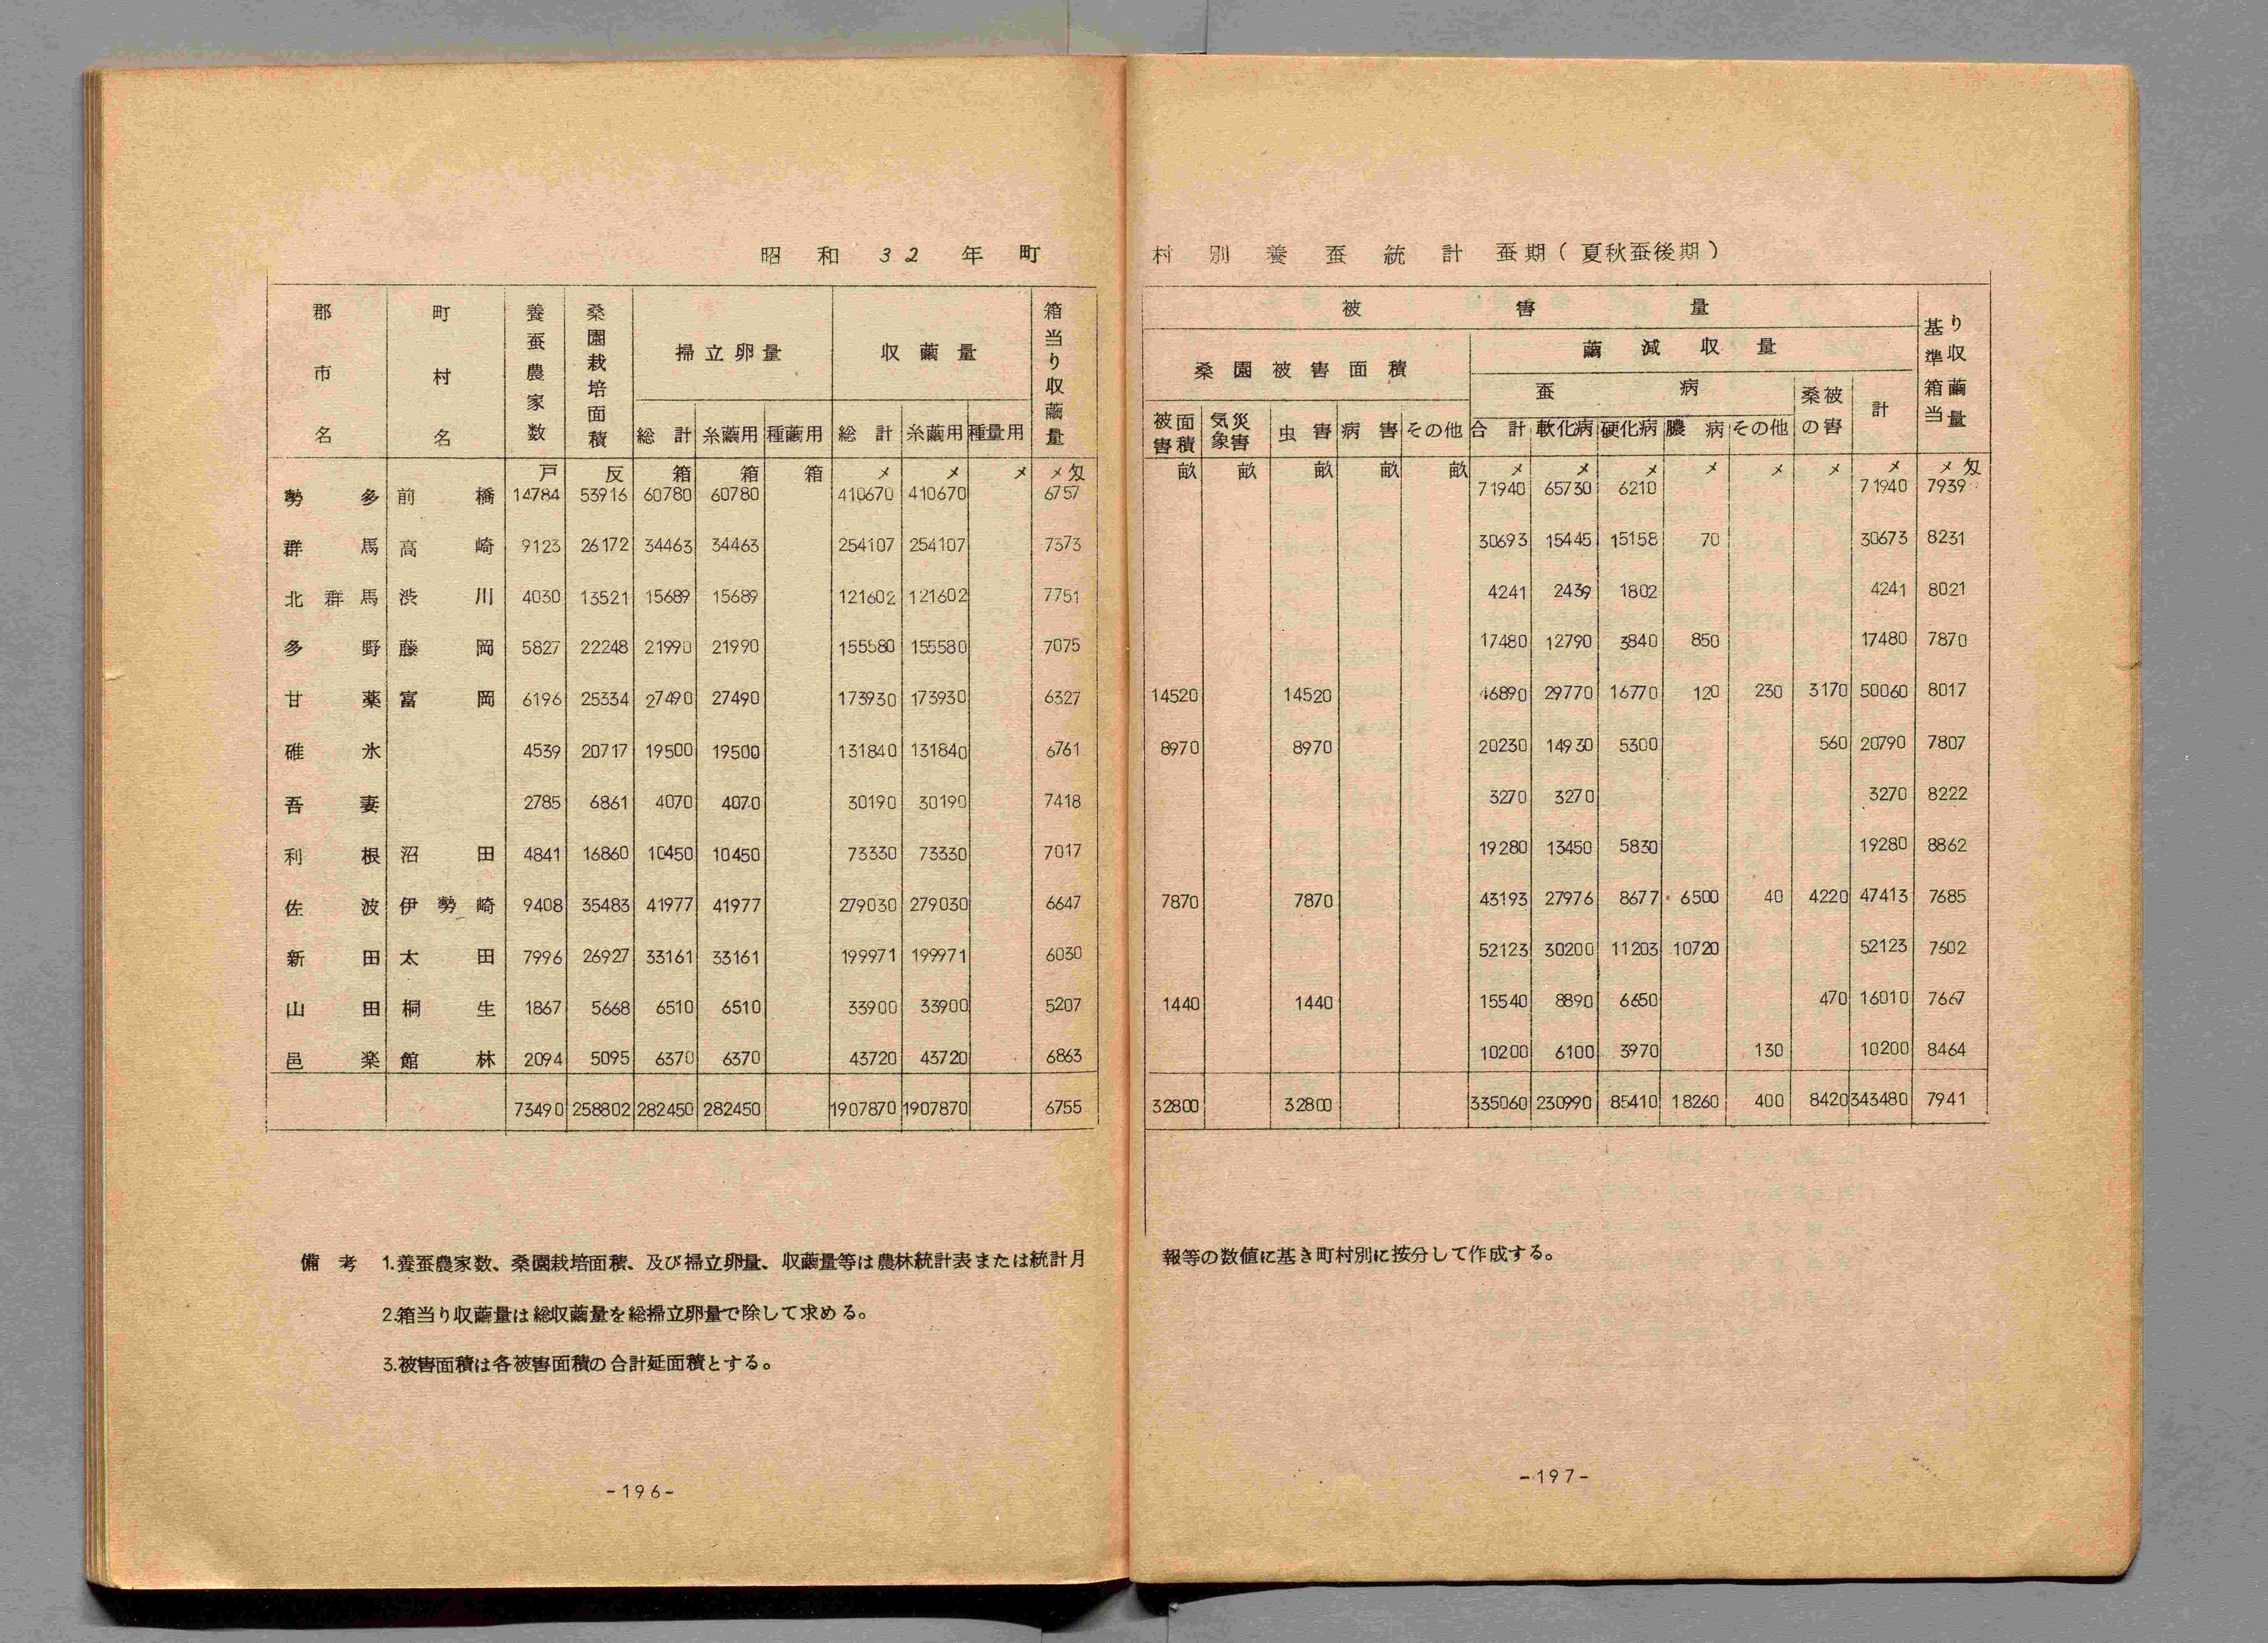 昭和32年町村別養蚕統計 蚕期(夏秋蚕後期)
郡市名 町村名 養蚕農家数 桑園栽培面積 掃立卵量 収繭量 箱当り収繭量 被害量 基準箱当り収繭量
桑園被害面積 繭減収量
蚕病 桑の被害 計
総計 糸繭用 種繭用 総計 糸繭用 種量用 被害面積 気象災害 虫害 病害 その他 合計 軟化病 硬化病 膿病 その他
戸 反 箱 箱 箱 メ メ メ メ匁 畝 畝 畝 畝 畝 メ メ メ メ メ メ メ メ匁
勢多 前橋 14784 53916 60780 60780 410670 410670 6757 71940 65730 6210 71940 7939
群馬 高崎 9123 26172 34463 34463 254107 254107 7373 30693 15445 15158 70 30673 8231
北群馬 渋川 4030 13521 15689 15689 121602 121602 7751 4241 2439 1802 4241 8021
多野 藤岡 5827 22248 21990 21990 155580 155580 7075 17480 12790 3840 850 17480 7870
甘薬 富岡 6196 25334 27490 27490 173930 173930 6327 14520 14520 46890 29770 16770 120 230 3170 50060 8017
碓氷 4539 20717 19500 19500 131840 131840 6761 8970 8970 20230 14930 5300 560 20790 7807
吾妻 2785 6861 4070 4070 30190 30190 7418 3270 3270 3270 8222
利根 沼田 4841 16860 10450 10450 73330 73330 7017 19280 13450 5830 19280 8862
佐波 伊勢崎 9408 35483 41977 41977 279030 279030 6647 7870 7870 43193 27976 8677 6500 40 4220 47413 7685
新田 太田 7996 26927 33161 33161 199971 199971 6030 52123 30200 11203 10720 52123 7602
山田 桐生 1867 5668 6510 6510 33900 33900 5207 1440 1440 15540 8890 6650 470 16010 7667
邑楽 館林 2094 5095 6370 6370 43720 43720 6863 10200 6100 3970 130 10200 8464
73490 258802 282450 282450 1907870 1907870 6755 32800 32800 335060 230990 85410 18260 400 8420 343480 7941
備考 1.養蚕農家数、桑園栽培面積、及び掃立卵量、収繭量等は農林統計表または統計月報等の数値に基き町村別に按分して作成する。
2.箱当り収繭量は総収繭量を総掃立卵量で除して求める。
3.被害面積は各被害面積の合計延面積とする。
-196-
-197-